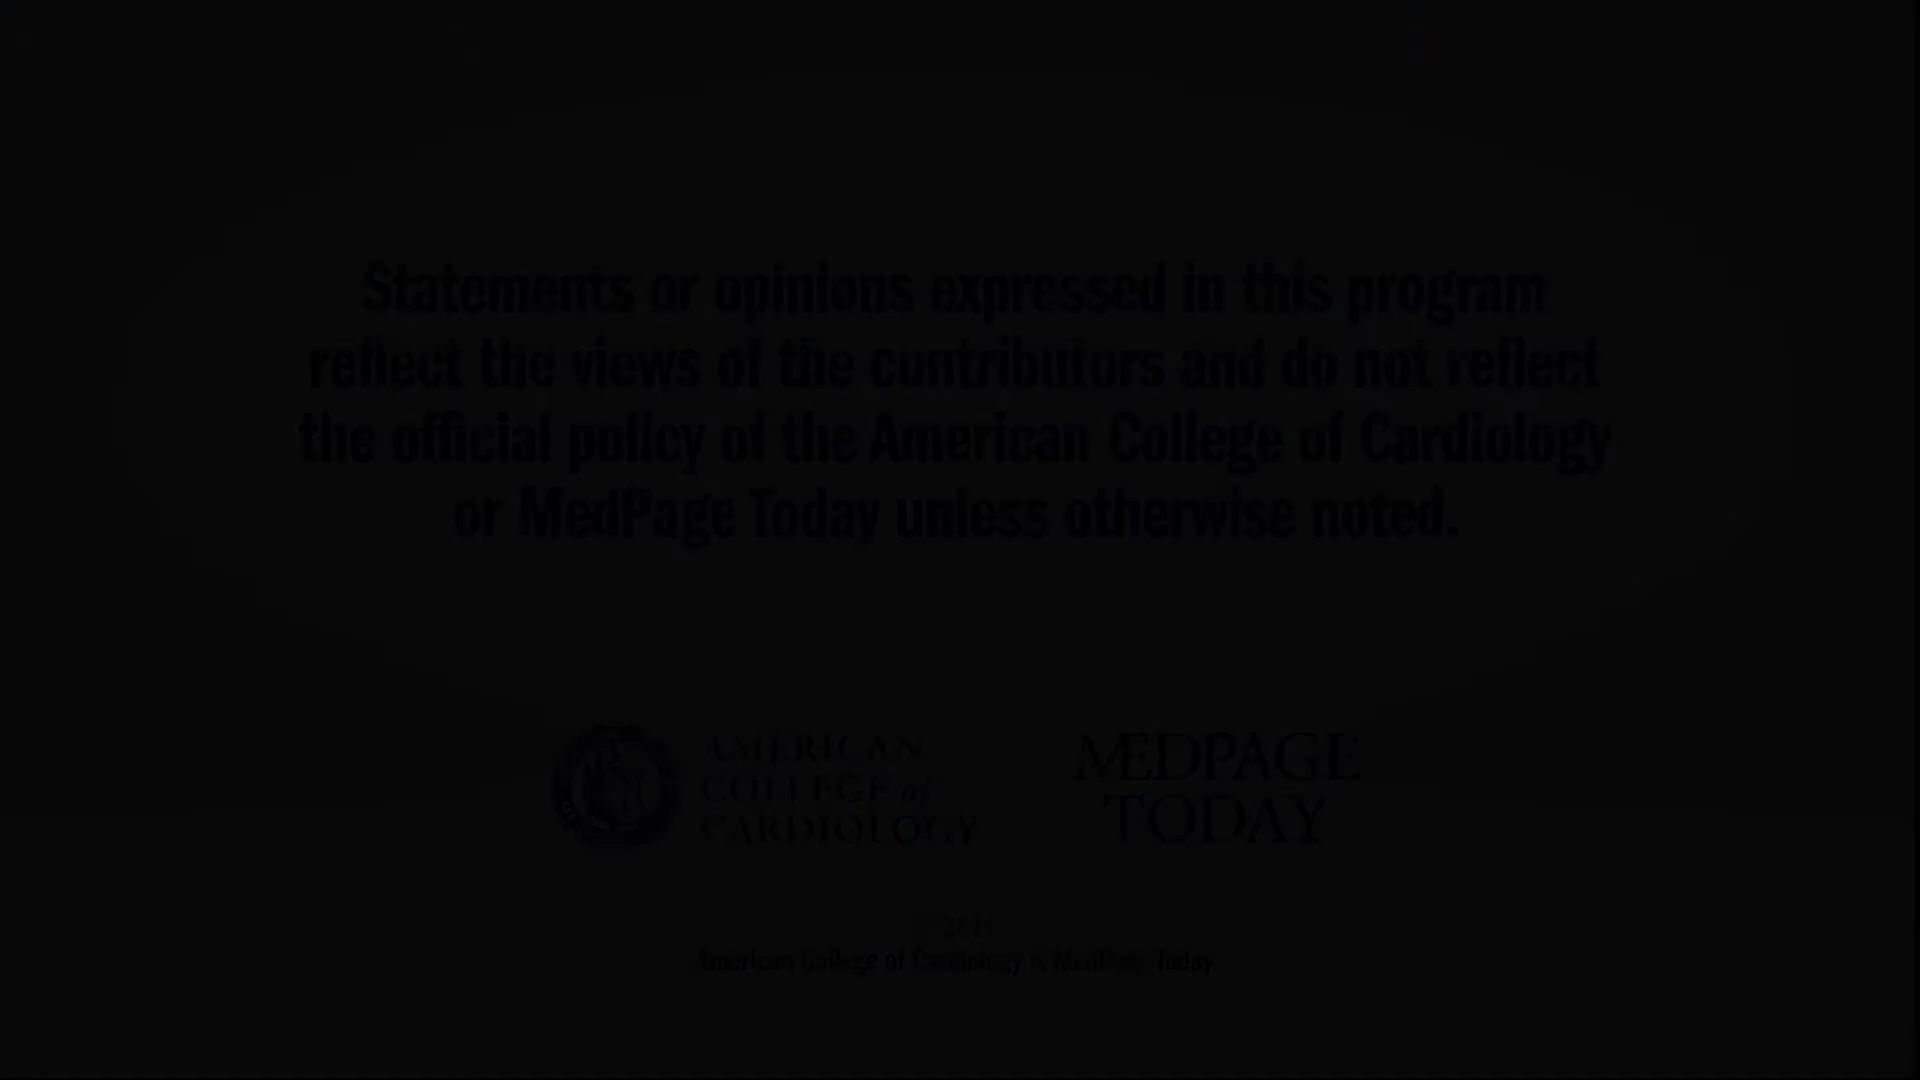 Statements or opinions expressed in this program
reflect the views of the contributors and do not reflect
the official policy of the American College of Cardiology
or MedPage Today unless otherwise noted.
AMERICAN
COLLEGE of
CARDIOLOGY
MEDPAGE
TODAY
American College of Cardiology & MedPage Today